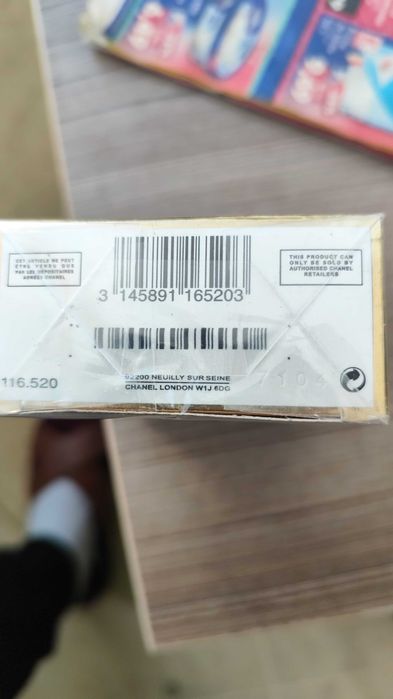 CET ARTICLE NE PEUT
ÊTRE VENDU QUE
PAR LES DÉPOSITAIRES
AGRÉÉS CHANEL
THIS PRODUCT CAN
ONLY BE SOLD BY
AUTHORISED CHANEL
RETAILERS
3 145891 165203
116.520
92200 NEUILLY SUR SEINE
CHANEL LONDON W1J 6DG